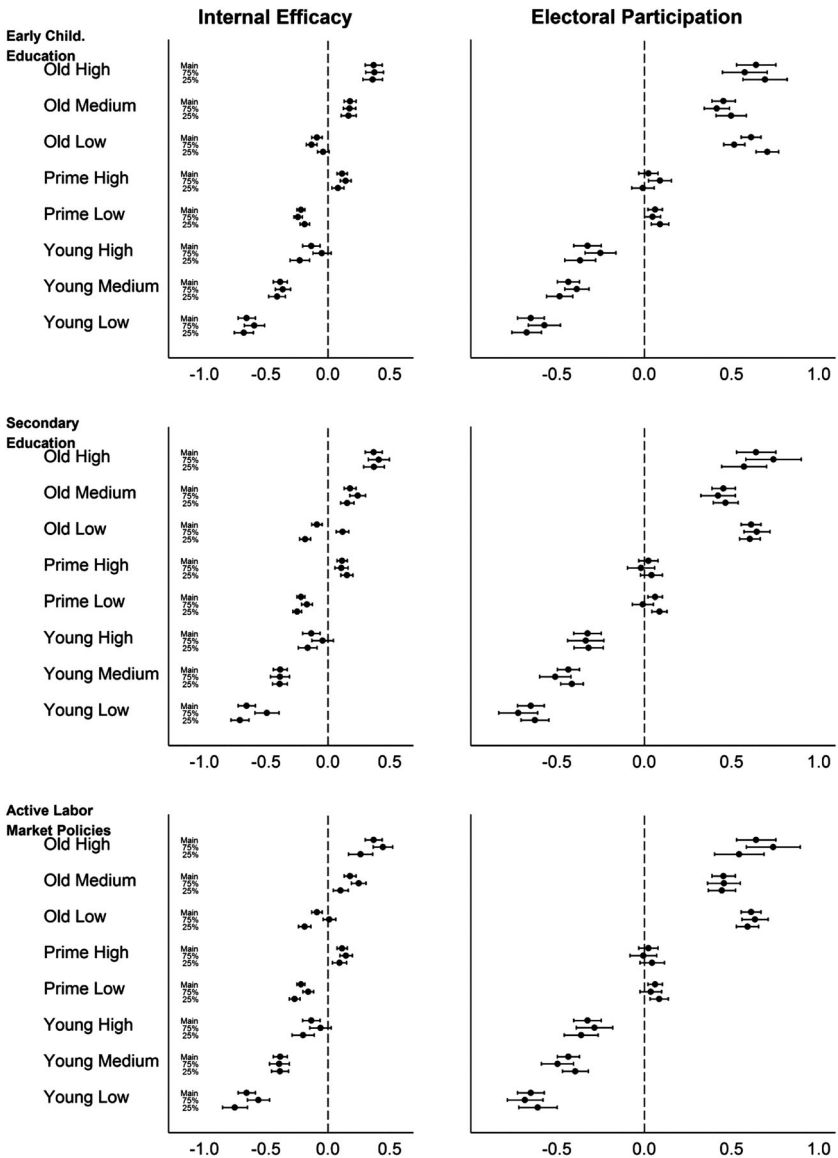 Internal Efficacy Electoral Participation
Early Child.
Education
Old High Main
75%
25%
Old Medium Main
75%
25%
Old Low Main
75%
25%
Prime High Main
75%
25%
Prime Low Main
75%
25%
Young High Main
75%
25%
Young Medium Main
75%
25%
Young Low Main
75%
25%
-1.0 -0.5 0.0 0.5 -0.5 0.0 0.5 1.0
Secondary
Education
Old High Main
75%
25%
Old Medium Main
75%
25%
Old Low Main
75%
25%
Prime High Main
75%
25%
Prime Low Main
75%
25%
Young High Main
75%
25%
Young Medium Main
75%
25%
Young Low Main
75%
25%
-1.0 -0.5 0.0 0.5 -0.5 0.0 0.5 1.0
Active Labor
Market Policies
Old High Main
75%
25%
Old Medium Main
75%
25%
Old Low Main
75%
25%
Prime High Main
75%
25%
Prime Low Main
75%
25%
Young High Main
75%
25%
Young Medium Main
75%
25%
Young Low Main
75%
25%
-1.0 -0.5 0.0 0.5 -0.5 0.0 0.5 1.0